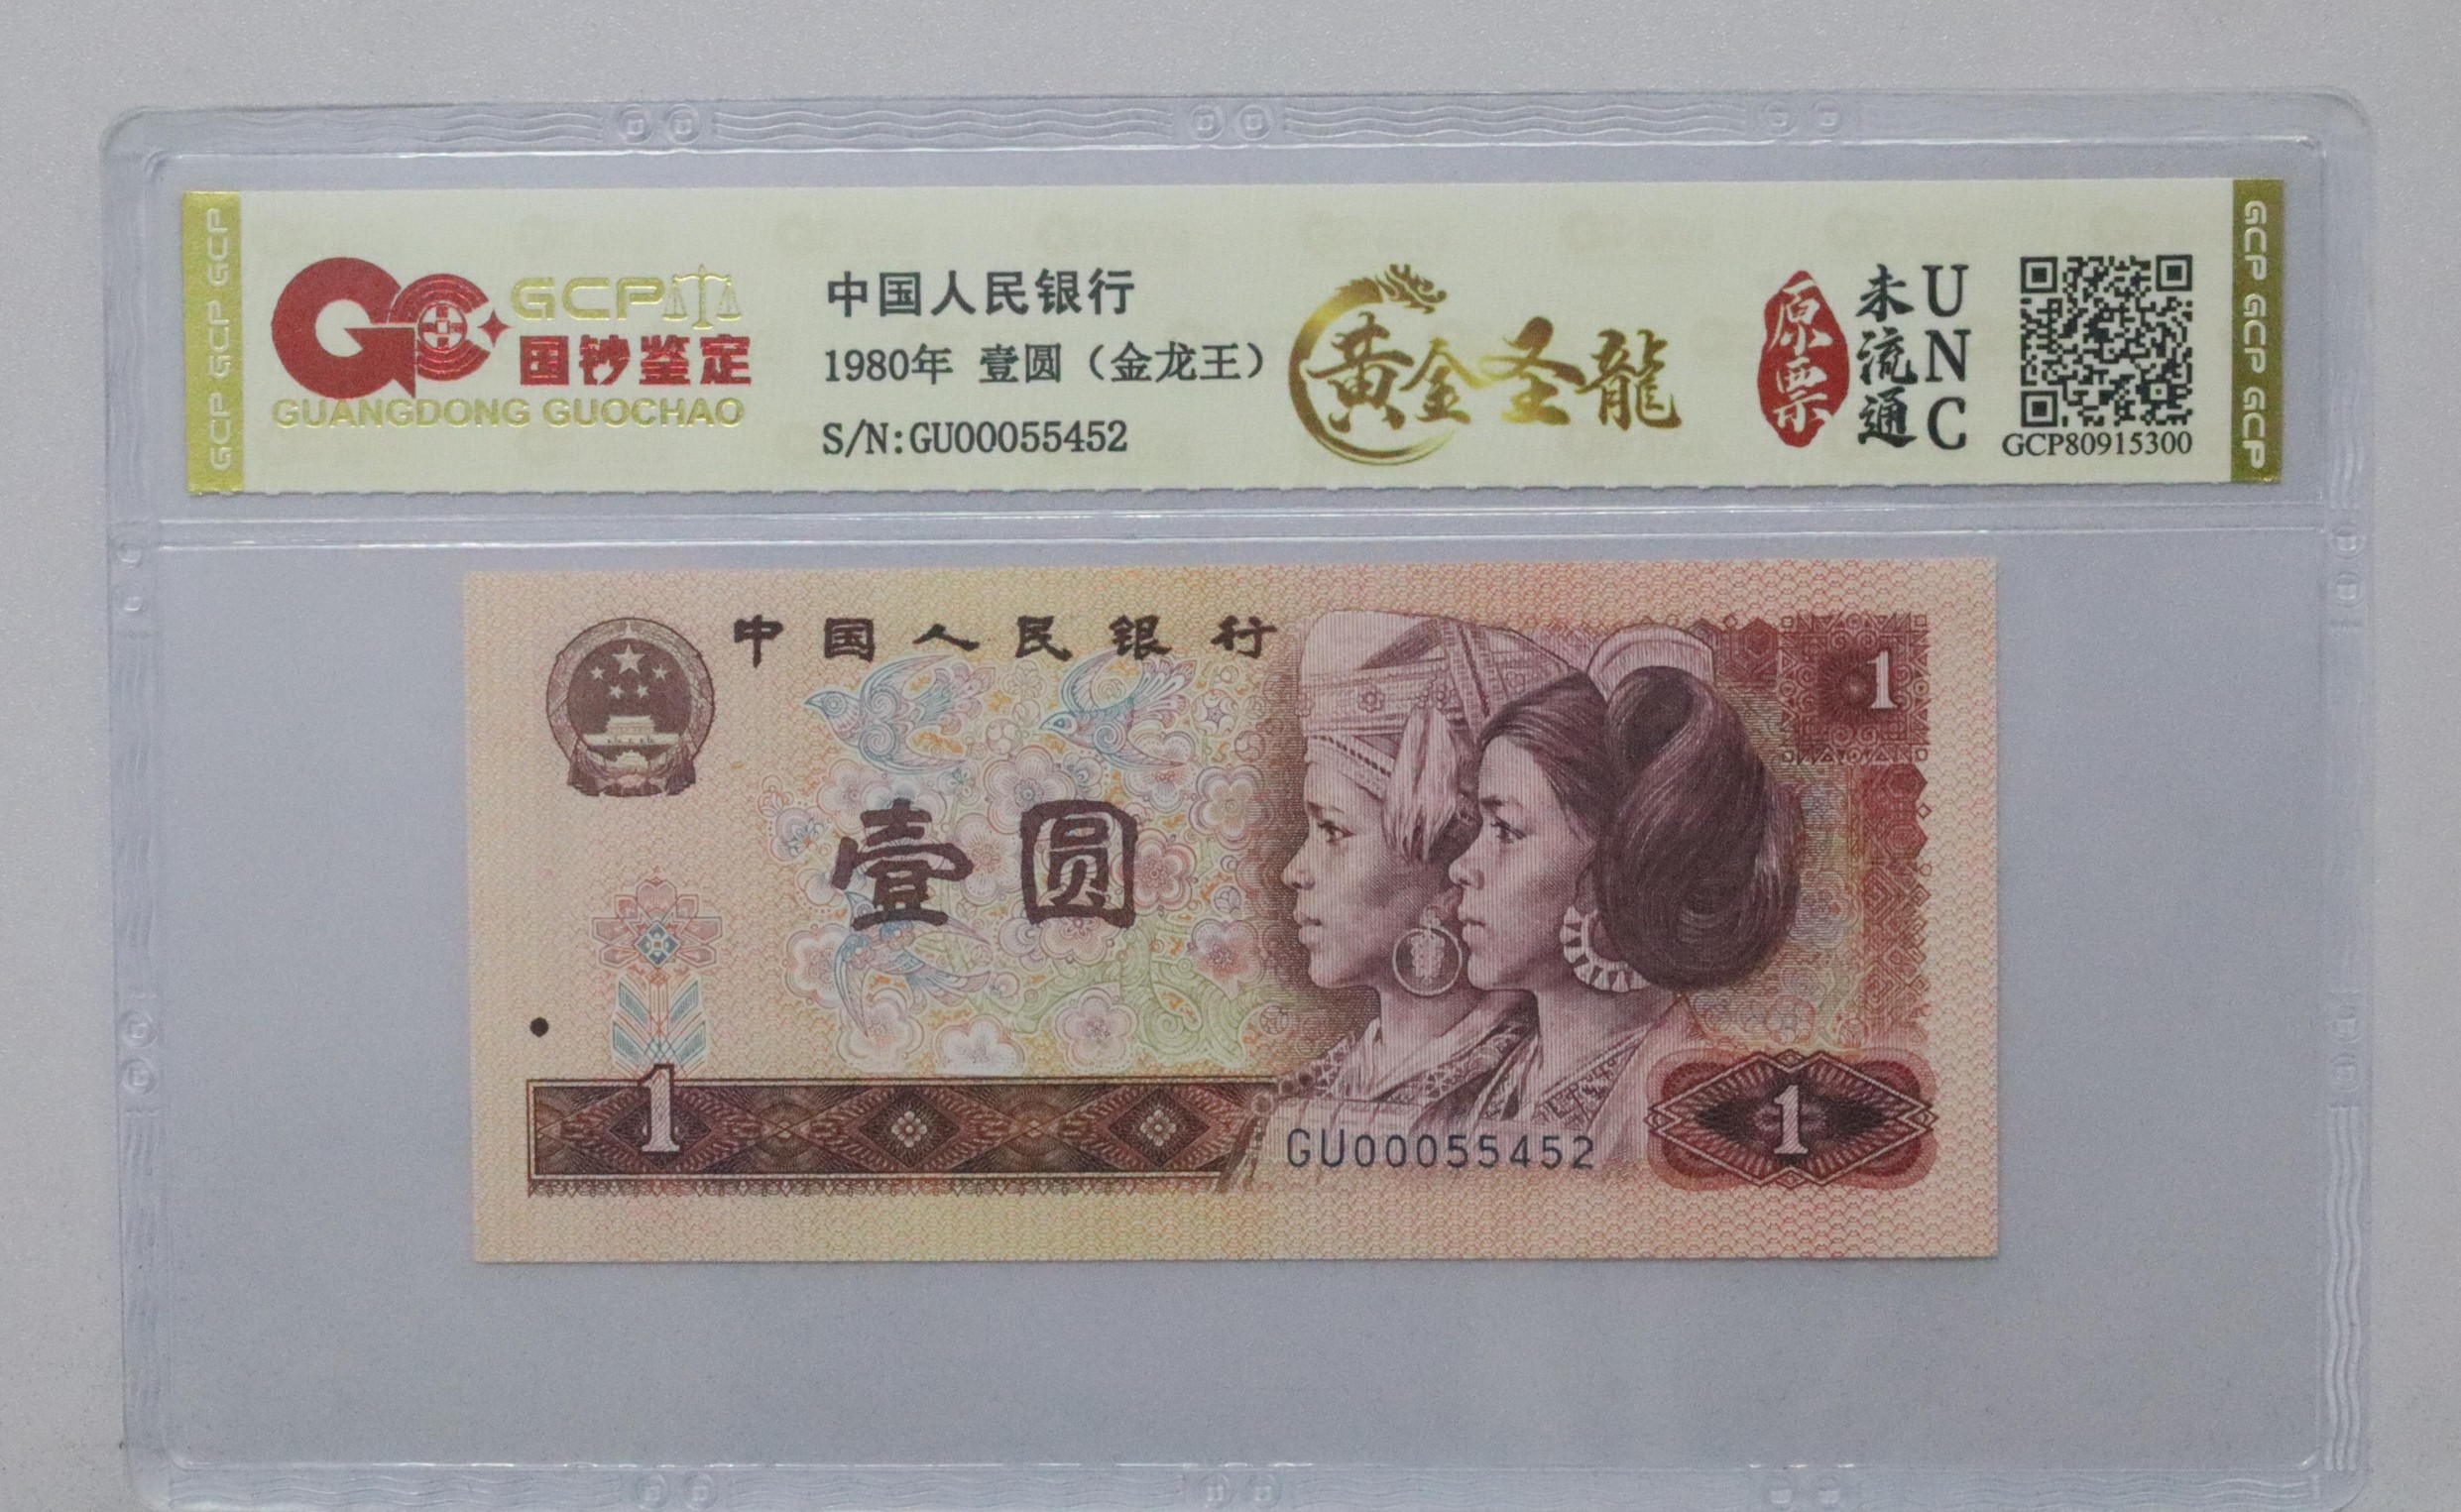 GCP GCP GCP
GCP
国钞鉴定
GUANGDONG GUOCHAO
中国人民银行
1980年 壹圆（金龙王）
S/N:GU00055452
黄金圣龍
原票
未流通
UNC
GCP80915300
GCP GCP GCP
中国人民银行
1
壹圆
1
GU00055452
1